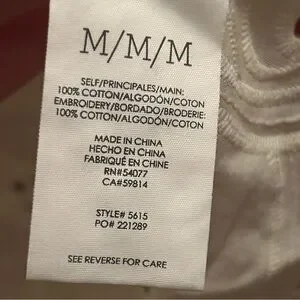 M/M/M
SELF/PRINCIPALES/MAIN:
100% COTTON/ALGODÓN/COTON
EMBROIDERY/BORDADO/BRODERIE:
100% COTTON/ALGODÓN/COTON
MADE IN CHINA
HECHO EN CHINA
FABRIQUÉ EN CHINE
RN#54077
CA#59814
STYLE# 5615
PO# 221289
SEE REVERSE FOR CARE